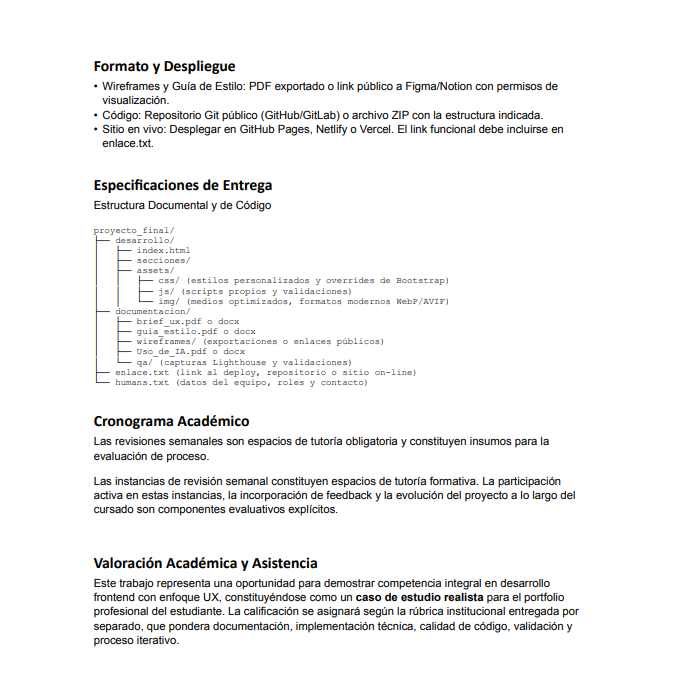 Formato y Despliegue
• Wireframes y Guía de Estilo: PDF exportado o link público a Figma/Notion con permisos de
visualización.
• Código: Repositorio Git público (GitHub/GitLab) o archivo ZIP con la estructura indicada.
• Sitio en vivo: Desplegar en GitHub Pages, Netlify o Vercel. El link funcional debe incluirse en
enlace.txt.
Especificaciones de Entrega
Estructura Documental y de Código
proyecto_final/
├── desarrollo/
│   ├── index.html
│   ├── secciones/
│   ├── assets/
│   │   ├── css/ (estilos personalizados y overrides de Bootstrap)
│   │   ├── js/ (scripts propios y validaciones)
│   │   └── img/ (medios optimizados, formatos modernos WebP/AVIF)
├── documentacion/
│   ├── brief_ux.pdf o docx
│   ├── guia_estilo.pdf o docx
│   ├── wireframes/ (exportaciones o enlaces públicos)
│   ├── Uso_de_IA.pdf o docx
│   └── qa/ (capturas Lighthouse y validaciones)
├── enlace.txt (link al deploy, repositorio o sitio on-line)
└── humans.txt (datos del equipo, roles y contacto)
Cronograma Académico
Las revisiones semanales son espacios de tutoría obligatoria y constituyen insumos para la
evaluación de proceso.
Las instancias de revisión semanal constituyen espacios de tutoría formativa. La participación
activa en estas instancias, la incorporación de feedback y la evolución del proyecto a lo largo del
cursado son componentes evaluativos explícitos.
Valoración Académica y Asistencia
Este trabajo representa una oportunidad para demostrar competencia integral en desarrollo
frontend con enfoque UX, constituyéndose como un caso de estudio realista para el portfolio
profesional del estudiante. La calificación se asignará según la rúbrica institucional entregada por
separado, que pondera documentación, implementación técnica, calidad de código, validación y
proceso iterativo.